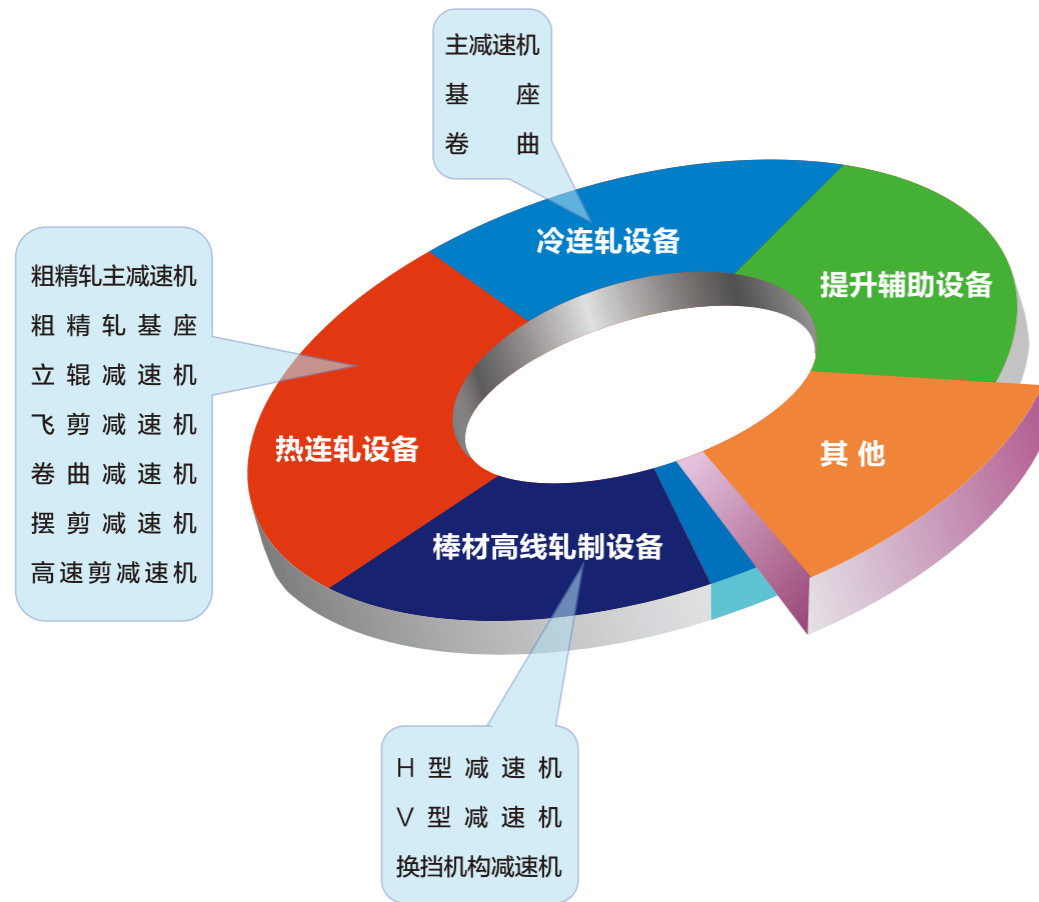 主减速机
基座
卷曲
冷连轧设备
提升辅助设备
粗精轧主减速机
粗精轧基座
立辊减速机
飞剪减速机
卷曲减速机
摆剪减速机
高速剪减速机
热连轧设备
其他
棒材高线轧制设备
H型减速机
V型减速机
换挡机构减速机